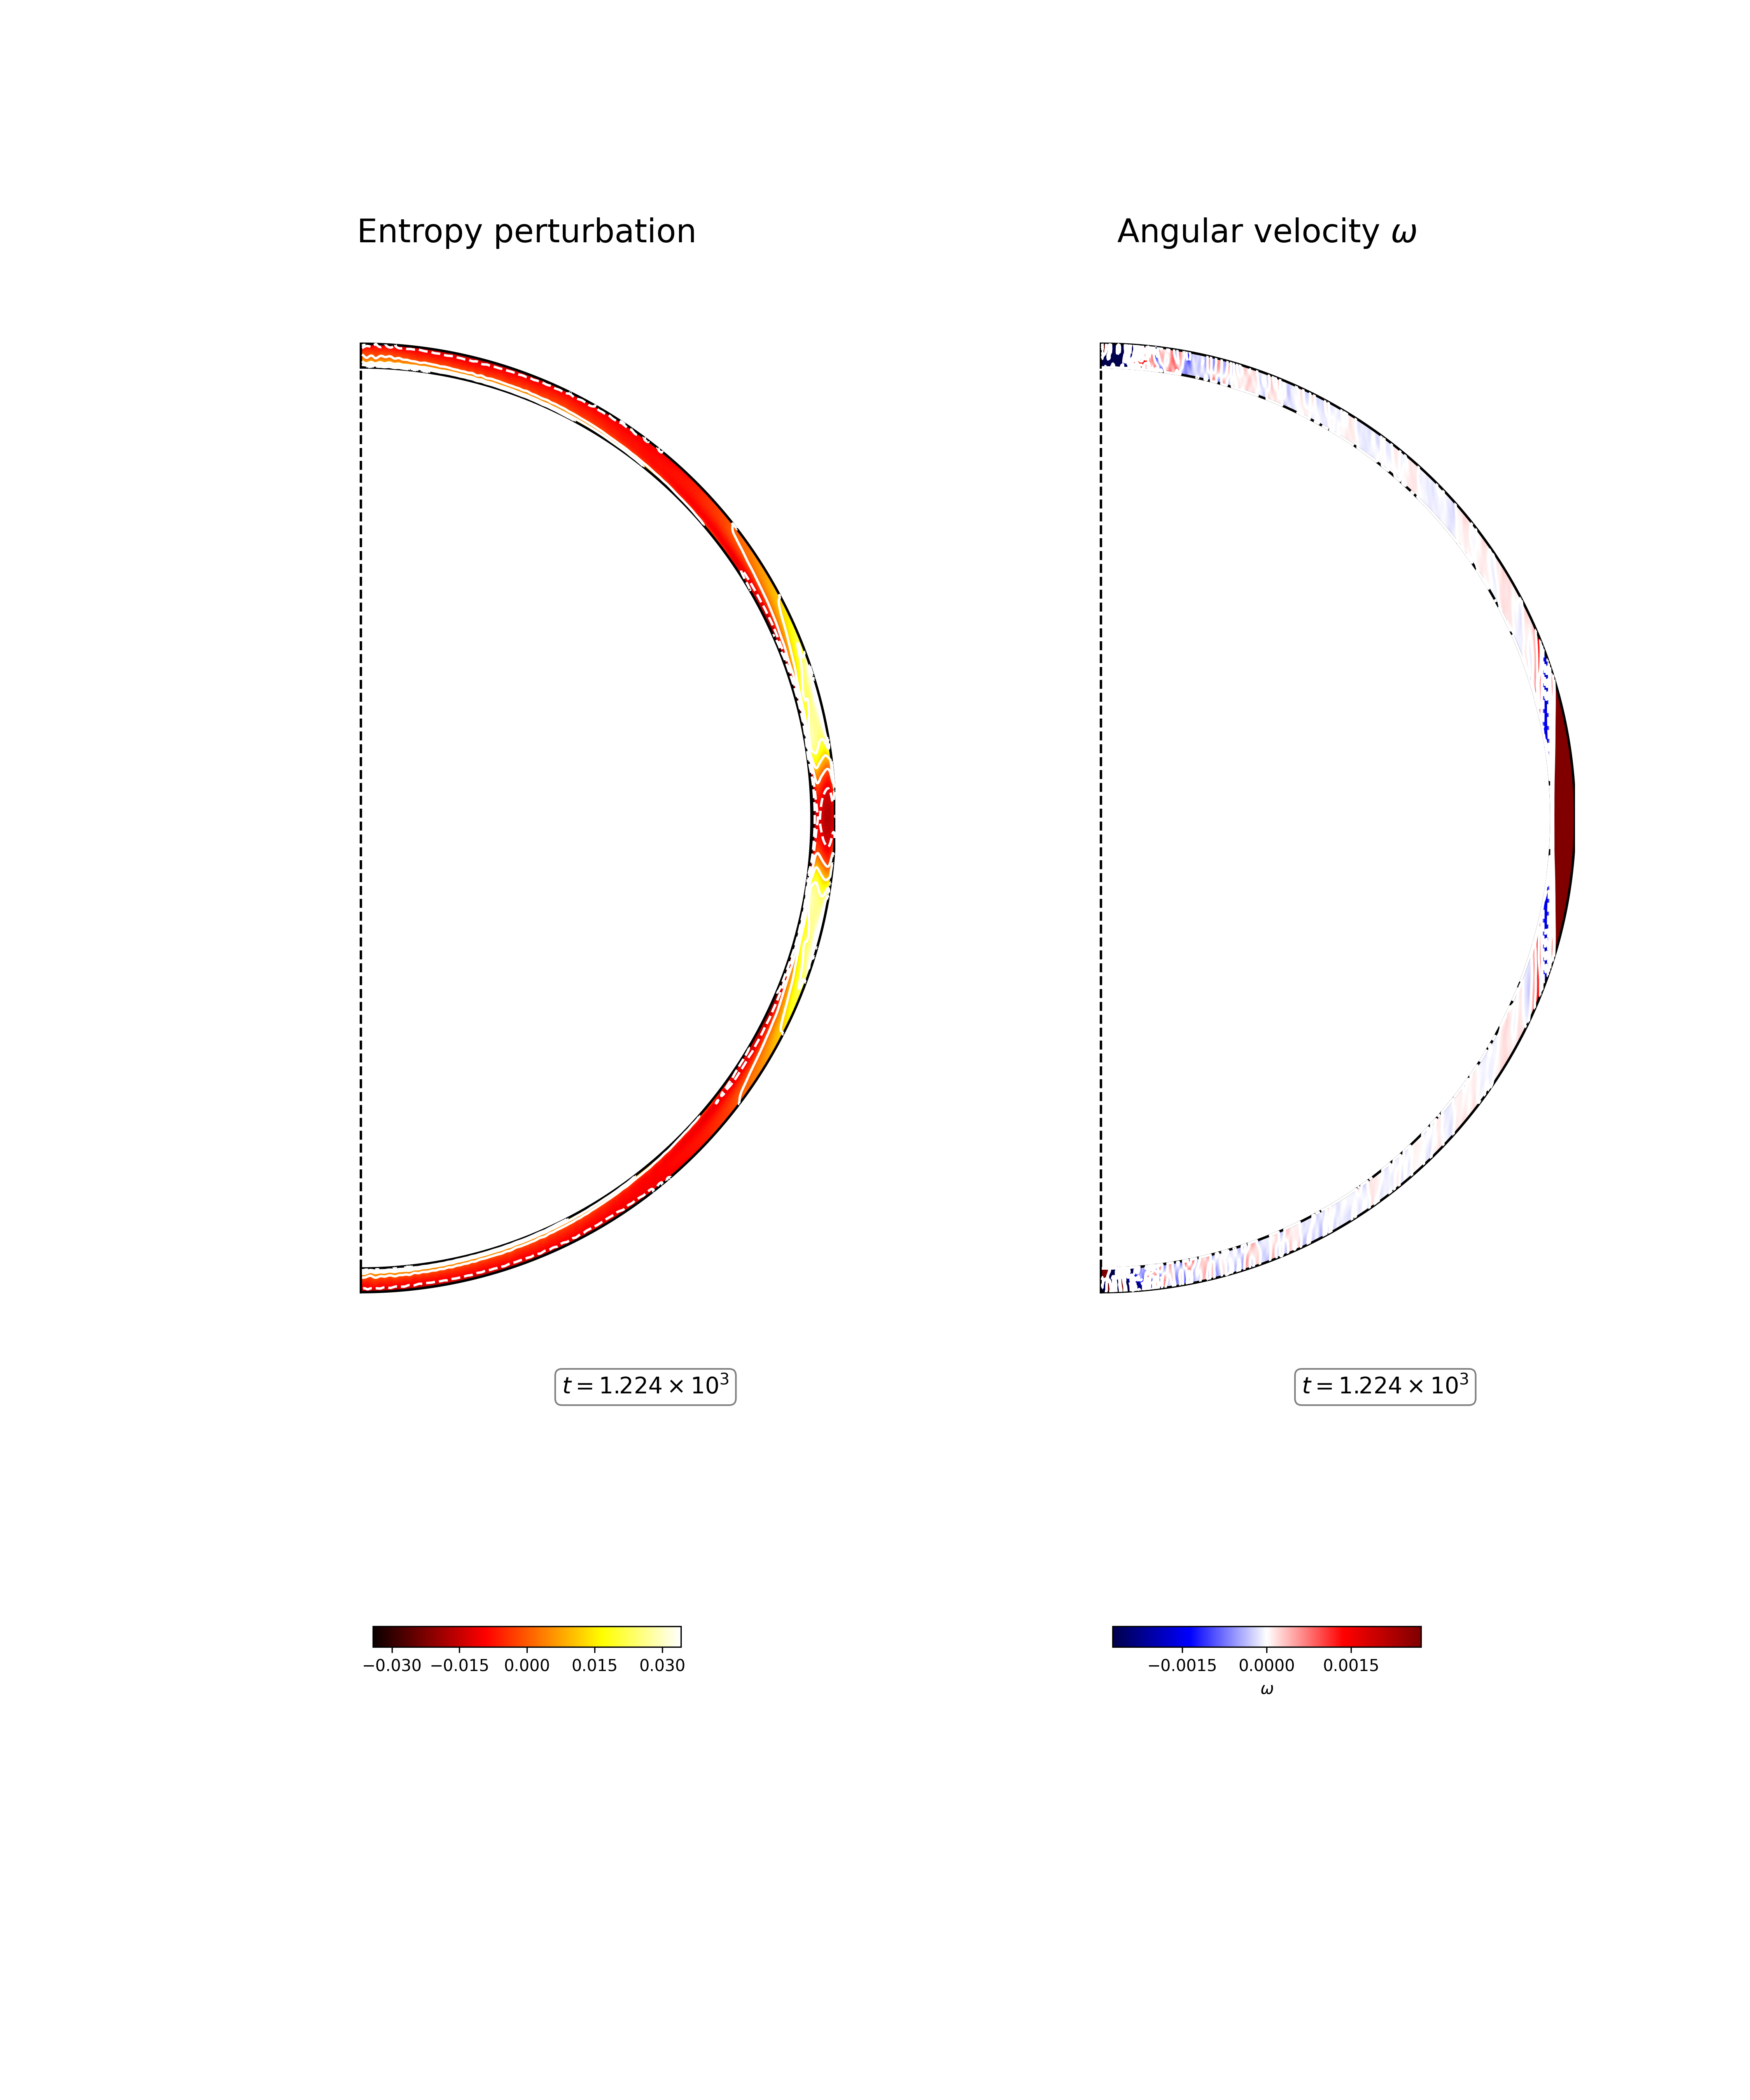 Entropy perturbation
Angular velocity ω
t = 1.224 × 10³
t = 1.224 × 10³
−0.030 −0.015 0.000 0.015 0.030
−0.0015 0.0000 0.0015
ω